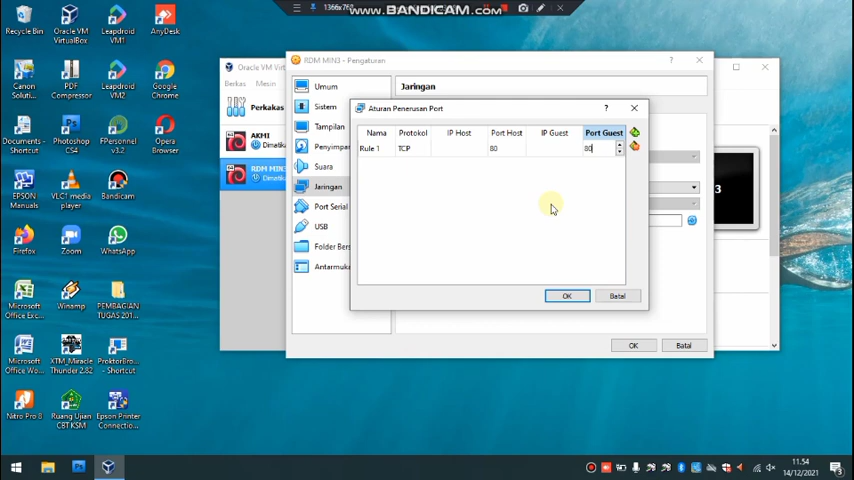 1366x768
www.BANDICAM.com
Recycle Bin
Oracle VM
VirtualBox
Leapdroid
VM1
AnyDesk
Canon
Soluti...
PDF
Compressor
Leapdroid
VM2
Google
Chrome
Documents -
Shortcut
Photoshop
CS4
FPersonnel
v3.2
Opera
Browser
EPSON
Manuals
VLC1 media
player
GOM Player
Firefox
Zoom
WhatsApp
Microsoft
Office Exc...
Winamp
PEMBAGIAN
TUGAS 201...
Microsoft
Office Wo...
XTM_Miracle
Thunder 2.82
ProktorBro...
- Shortcut
Nitro Pro 8
Ruang Ujian
CBT KSM
Epson Printer
Connectio...
Oracle VM Virt
Berkas Mesin
Perkakas
AKMI
Dimatik
RDM MIN3
Dimatik
3
RDM MIN3 - Pengaturan
? ×
Umum
Sistem
Tampilan
Penyimpan
Suara
Jaringan
Port Serial
USB
Folder Bers
Antarmuka
Jaringan
Aturan Penerusan Port
? ×
Nama Protokol IP Host Port Host IP Guest Port Guest
Rule 1 TCP 80 80
OK Batal
OK Batal
11.54
14/12/2021
3